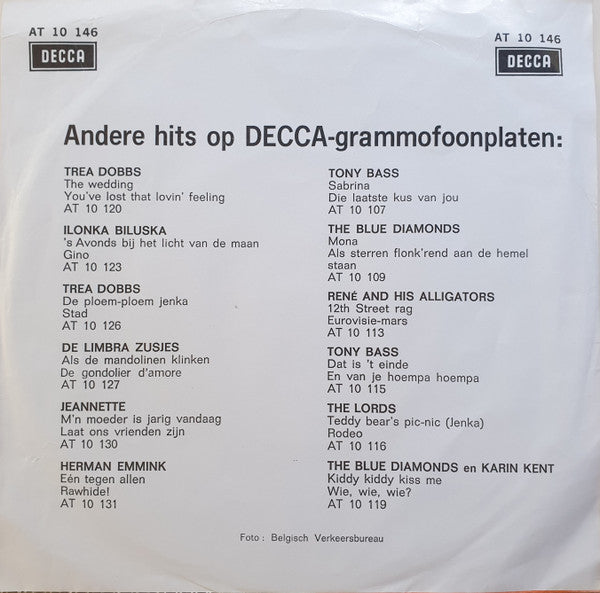 AT 10 146
DECCA
AT 10 146
DECCA
Andere hits op DECCA-grammofoonplaten:
TREA DOBBS
The wedding
You've lost that lovin' feeling
AT 10 120
ILONKA BILUSKA
's Avonds bij het licht van de maan
Gino
AT 10 123
TREA DOBBS
De ploem-ploem jenka
Stad
AT 10 126
DE LIMBRA ZUSJES
Als de mandolinen klinken
De gondolier d'amore
AT 10 127
JEANNETTE
M'n moeder is jarig vandaag
Laat ons vrienden zijn
AT 10 130
HERMAN EMMINK
Eén tegen allen
Rawhide!
AT 10 131
TONY BASS
Sabrina
Die laatste kus van jou
AT 10 107
THE BLUE DIAMONDS
Mona
Als sterren flonk'rend aan de hemel
staan
AT 10 109
RENÉ AND HIS ALLIGATORS
12th Street rag
Eurovisie-mars
AT 10 113
TONY BASS
Dat is 't einde
En van je hoempa hoempa
AT 10 115
THE LORDS
Teddy bear's pic-nic (Jenka)
Rodeo
AT 10 116
THE BLUE DIAMONDS en KARIN KENT
Kiddy kiddy kiss me
Wie, wie, wie?
AT 10 119
Foto : Belgisch Verkeersbureau